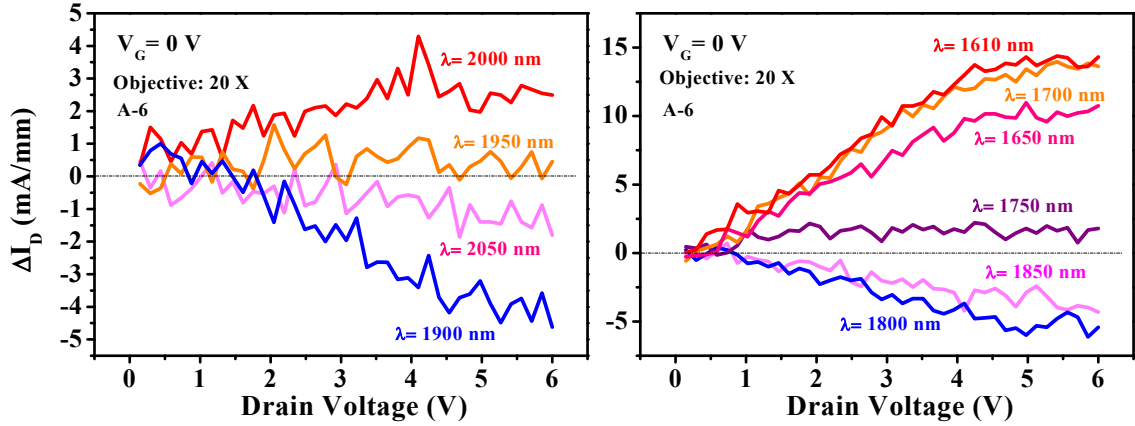 5
4
3
2
1
0
-1
-2
-3
-4
-5
ΔI_D (mA/mm)
V_G= 0 V
Objective: 20 X
A-6
λ= 2000 nm
λ= 1950 nm
λ= 2050 nm
λ= 1900 nm
0 1 2 3 4 5 6
Drain Voltage (V)
15
10
5
0
-5
V_G= 0 V
Objective: 20 X
A-6
λ= 1610 nm
λ= 1700 nm
λ= 1650 nm
λ= 1750 nm
λ= 1850 nm
λ= 1800 nm
0 1 2 3 4 5 6
Drain Voltage (V)